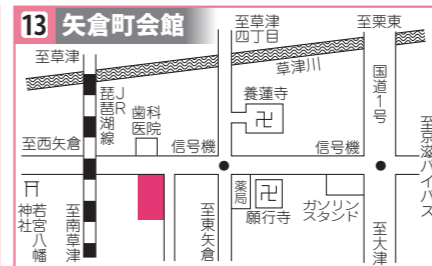 13 矢倉町会館
至草津
至草津
四丁目
至栗東
草津川
国道1号
JR
琵琶湖線
歯科
医院
養蓮寺
至西矢倉
信号機
信号機
至京滋バイパス
若宮八幡
神社
至南草津
至東矢倉
薬局
願行寺
ガソリン
スタンド
至大津